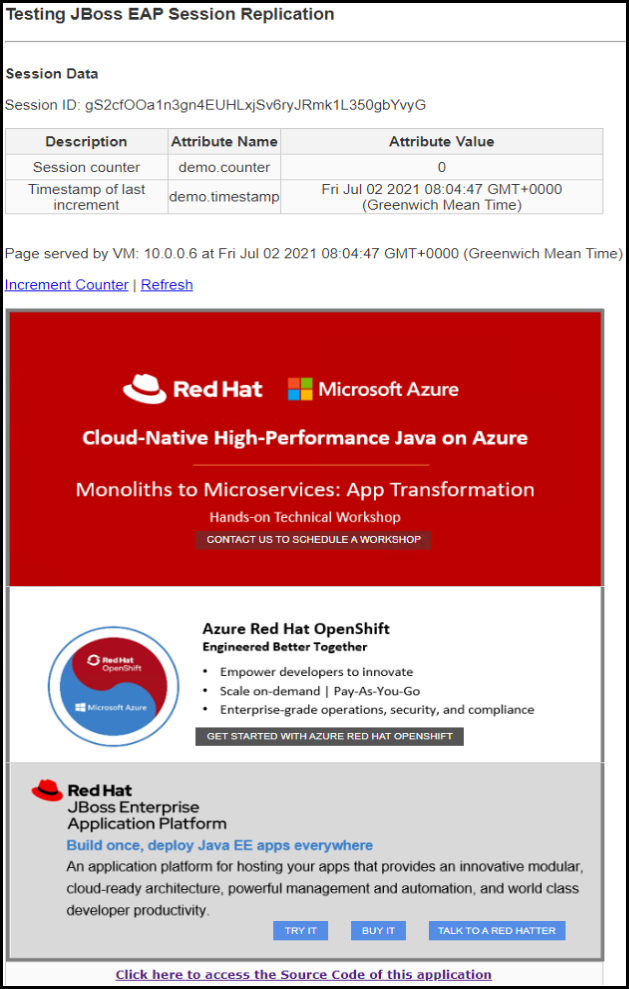 Testing JBoss EAP Session Replication
Session Data
Session ID: gS2cfOOa1n3gn4EUHLxjSv6ryJRmk1L350gbYvyG
Description Attribute Name Attribute Value
Session counter demo.counter 0
Timestamp of last increment demo.timestamp Fri Jul 02 2021 08:04:47 GMT+0000 (Greenwich Mean Time)
Page served by VM: 10.0.0.6 at Fri Jul 02 2021 08:04:47 GMT+0000 (Greenwich Mean Time)
Increment Counter | Refresh
Red Hat Microsoft Azure
Cloud-Native High-Performance Java on Azure
Monoliths to Microservices: App Transformation
Hands-on Technical Workshop
CONTACT US TO SCHEDULE A WORKSHOP
Red Hat
OpenShift
Microsoft Azure
Azure Red Hat OpenShift
Engineered Better Together
• Empower developers to innovate
• Scale on-demand | Pay-As-You-Go
• Enterprise-grade operations, security, and compliance
GET STARTED WITH AZURE RED HAT OPENSHIFT
Red Hat
JBoss Enterprise
Application Platform
Build once, deploy Java EE apps everywhere
An application platform for hosting your apps that provides an innovative modular,
cloud-ready architecture, powerful management and automation, and world class
developer productivity.
TRY IT BUY IT TALK TO A RED HATTER
Click here to access the Source Code of this application